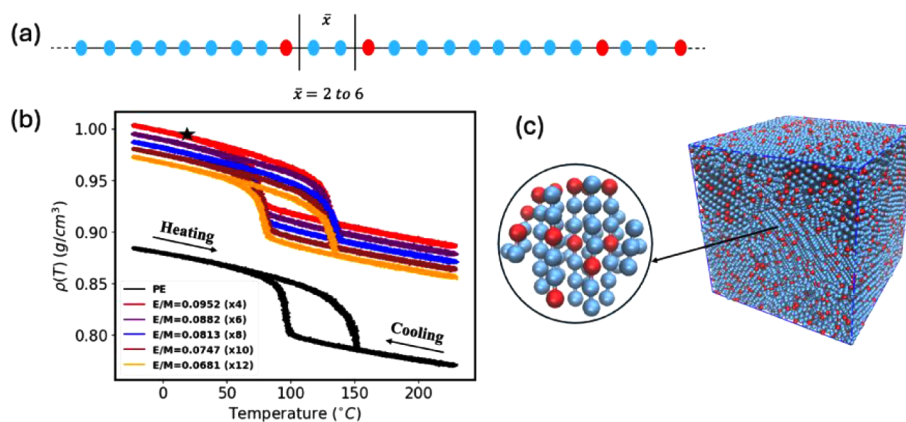 (a)
x̄
x̄ = 2 to 6
(b)
ρ(T) (g/cm³)
1.00
0.95
0.90
0.85
0.80
Heating
Cooling
PE
E/M=0.0952 (x4)
E/M=0.0882 (x6)
E/M=0.0813 (x8)
E/M=0.0747 (x10)
E/M=0.0681 (x12)
0 50 100 150 200
Temperature (°C)
(c)